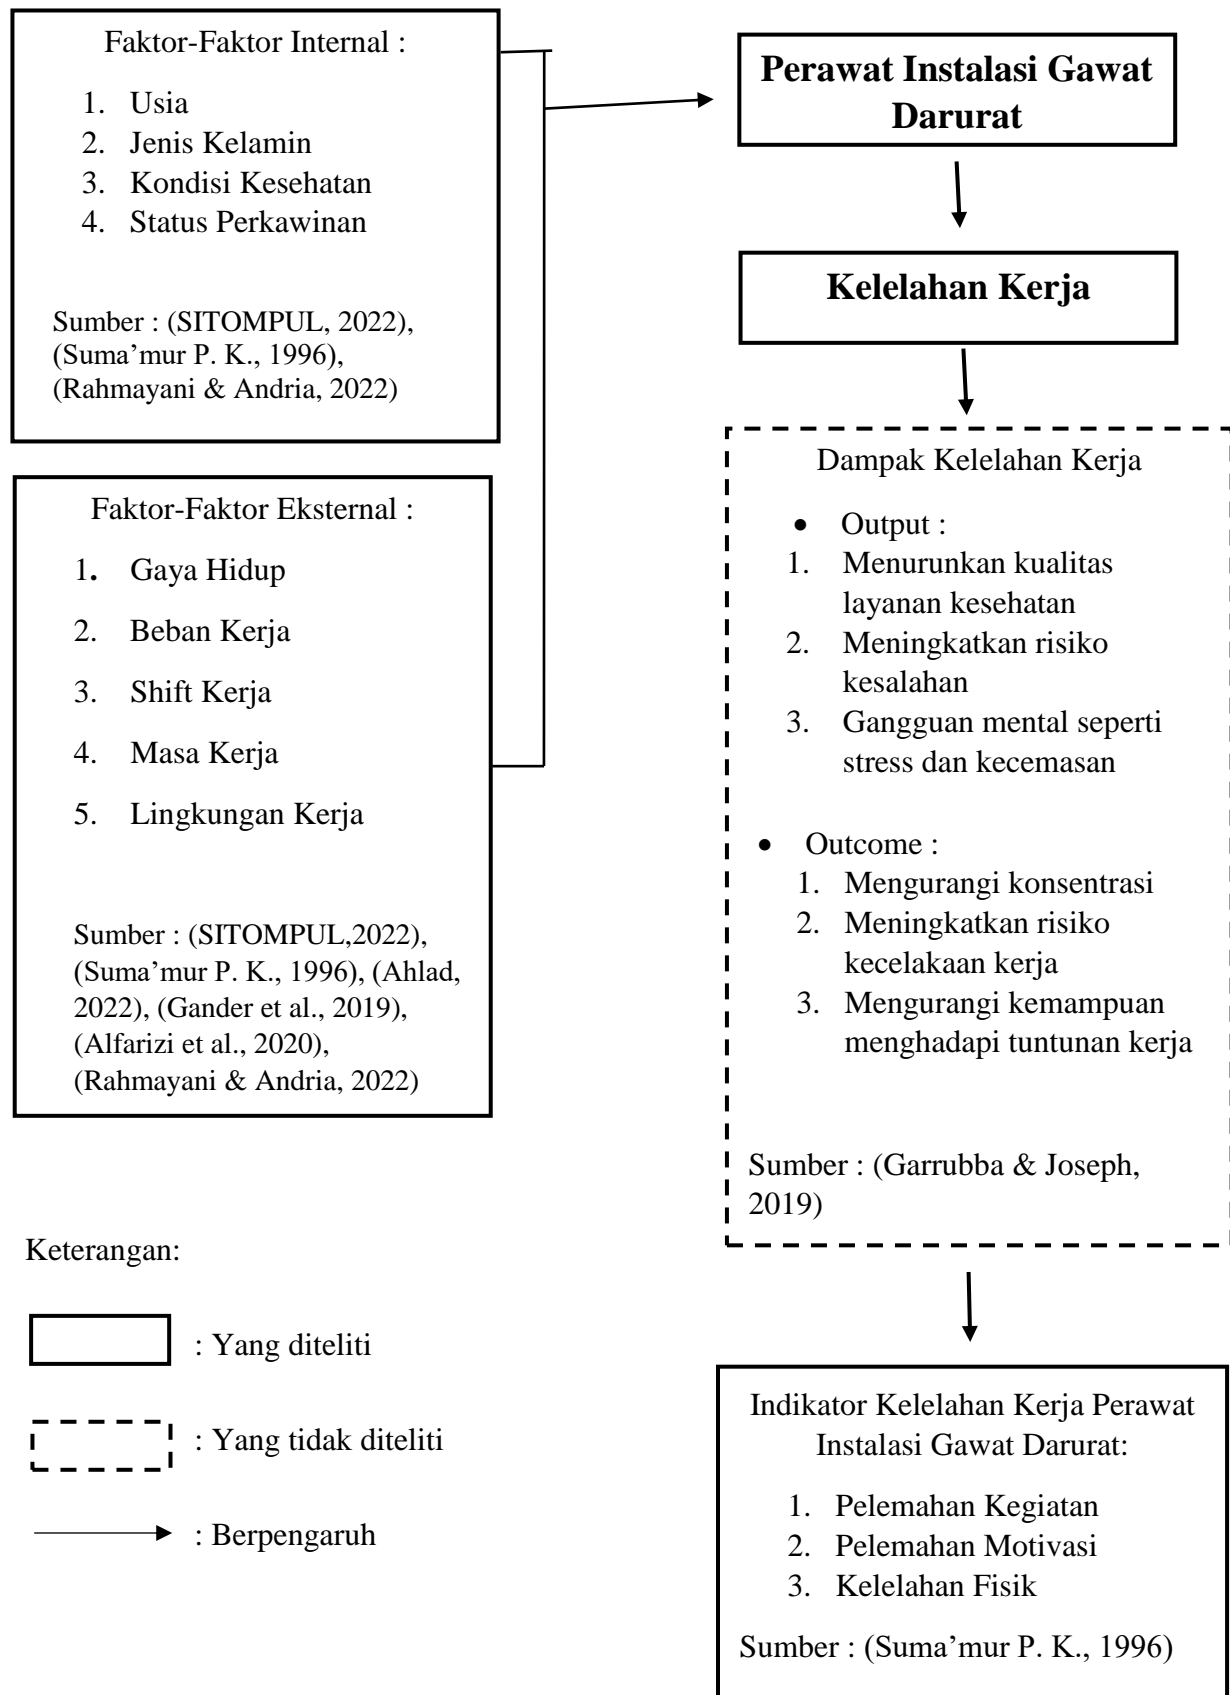 Faktor-Faktor Internal :
1. Usia
2. Jenis Kelamin
3. Kondisi Kesehatan
4. Status Perkawinan
Sumber : (SITOMPUL, 2022),
(Suma’mur P. K., 1996),
(Rahmayani & Andria, 2022)
Faktor-Faktor Eksternal :
1. Gaya Hidup
2. Beban Kerja
3. Shift Kerja
4. Masa Kerja
5. Lingkungan Kerja
Sumber : (SITOMPUL,2022),
(Suma’mur P. K., 1996), (Ahlad,
2022), (Gander et al., 2019),
(Alfarizi et al., 2020),
(Rahmayani & Andria, 2022)
Perawat Instalasi Gawat
Darurat
Kelelahan Kerja
Dampak Kelelahan Kerja
• Output :
1. Menurunkan kualitas
layanan kesehatan
2. Meningkatkan risiko
kesalahan
3. Gangguan mental seperti
stress dan kecemasan
• Outcome :
1. Mengurangi konsentrasi
2. Meningkatkan risiko
kecelakaan kerja
3. Mengurangi kemampuan
menghadapi tuntunan kerja
Sumber : (Garrubba & Joseph,
2019)
Indikator Kelelahan Kerja Perawat
Instalasi Gawat Darurat:
1. Pelemahan Kegiatan
2. Pelemahan Motivasi
3. Kelelahan Fisik
Sumber : (Suma’mur P. K., 1996)
Keterangan:
: Yang diteliti
: Yang tidak diteliti
: Berpengaruh